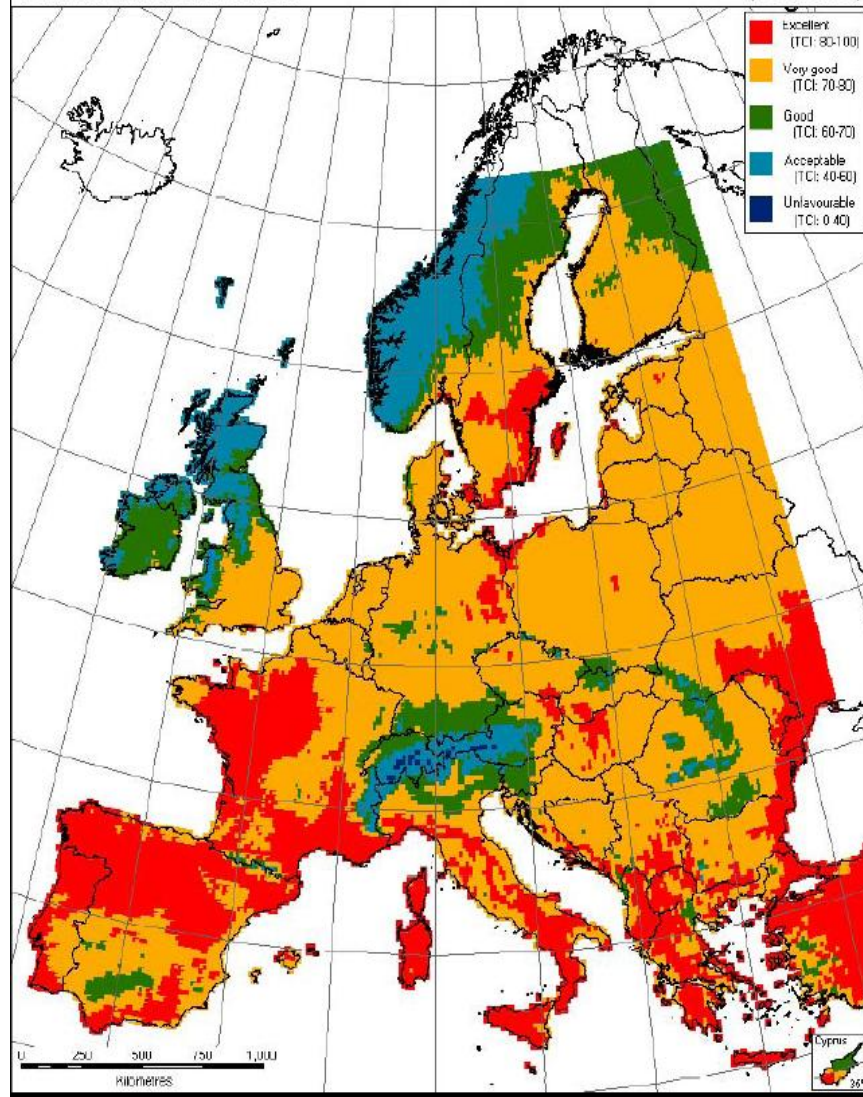 Excellent
(TCI: 80-100)
Very good
(TCI: 70-80)
Good
(TCI: 60-70)
Acceptable
(TCI: 40-60)
Unfavourable
(TCI: 0-40)
0 250 500 750 1,000
Kilometres
Cyprus